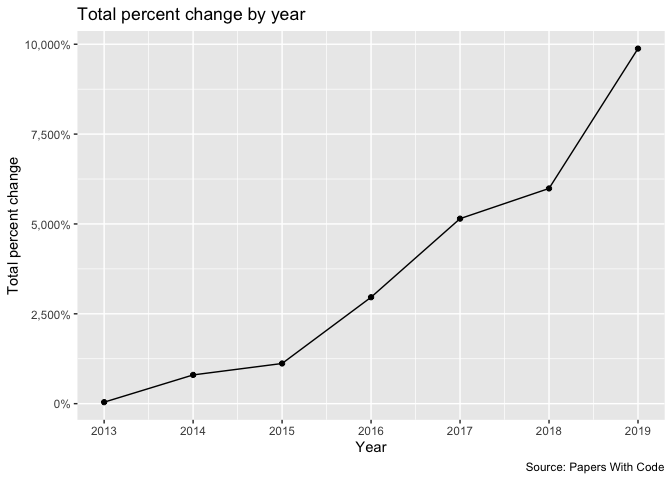 Total percent change by year
10,000%
7,500%
5,000%
2,500%
0%
Total percent change
2013 2014 2015 2016 2017 2018 2019
Year
Source: Papers With Code